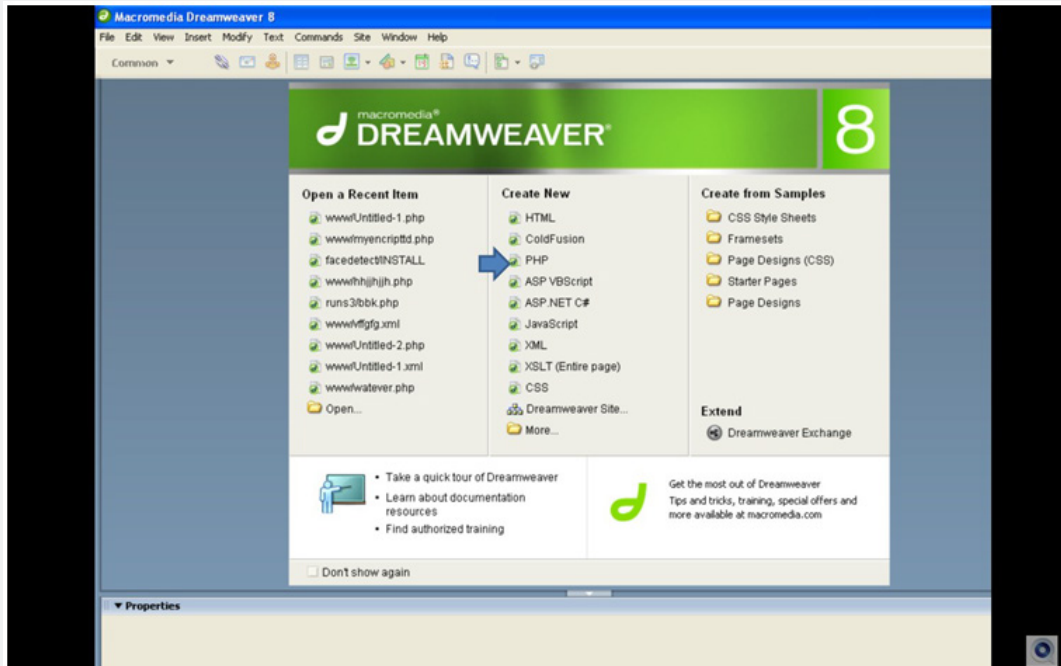 Macromedia Dreamweaver 8
File Edit View Insert Modify Text Commands Site Window Help
Common
macromedia®
DREAMWEAVER®
8
Open a Recent Item
www/Untitled-1.php
www/myencripttd.php
facedetect/INSTALL
www/hhjjhjjh.php
runs3/bbk.php
www/vffgfg.xml
www/Untitled-2.php
www/Untitled-1.xml
www/watever.php
Open...
Create New
HTML
ColdFusion
PHP
ASP VBScript
ASP.NET C#
JavaScript
XML
XSLT (Entire page)
CSS
Dreamweaver Site...
More...
Create from Samples
CSS Style Sheets
Framesets
Page Designs (CSS)
Starter Pages
Page Designs
Extend
Dreamweaver Exchange
• Take a quick tour of Dreamweaver
• Learn about documentation
resources
• Find authorized training
Get the most out of Dreamweaver
Tips and tricks, training, special offers and
more available at macromedia.com
Don't show again
Properties